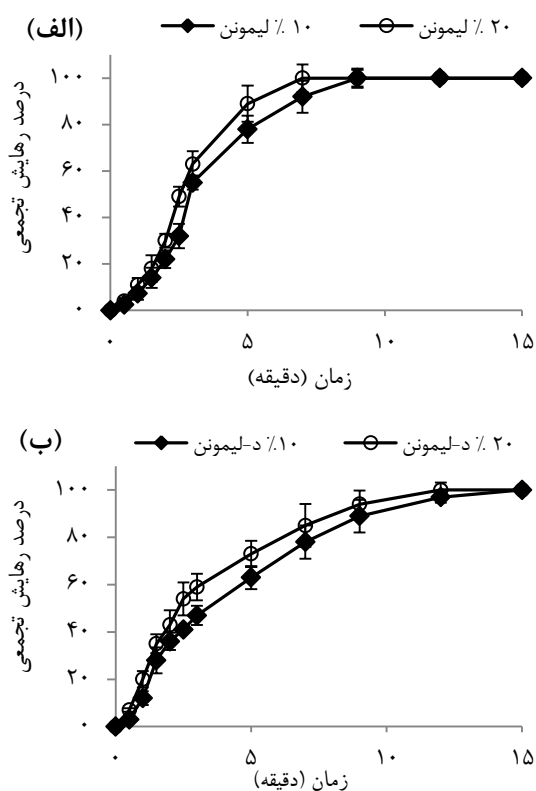 (الف)
۱۰ ٪ لیمونن
۲۰ ٪ لیمونن
درصد رهایش تجمعی
۱۰۰
۸۰
۶۰
۴۰
۲۰
۰
۰ ۵ ۱۰ ۱۵
زمان (دقیقه)
(ب)
۱۰٪ د-لیمونن
۲۰ ٪ د-لیمونن
درصد رهایش تجمعی
۱۰۰
۸۰
۶۰
۴۰
۲۰
۰
۰ ۵ ۱۰ ۱۵
زمان (دقیقه)